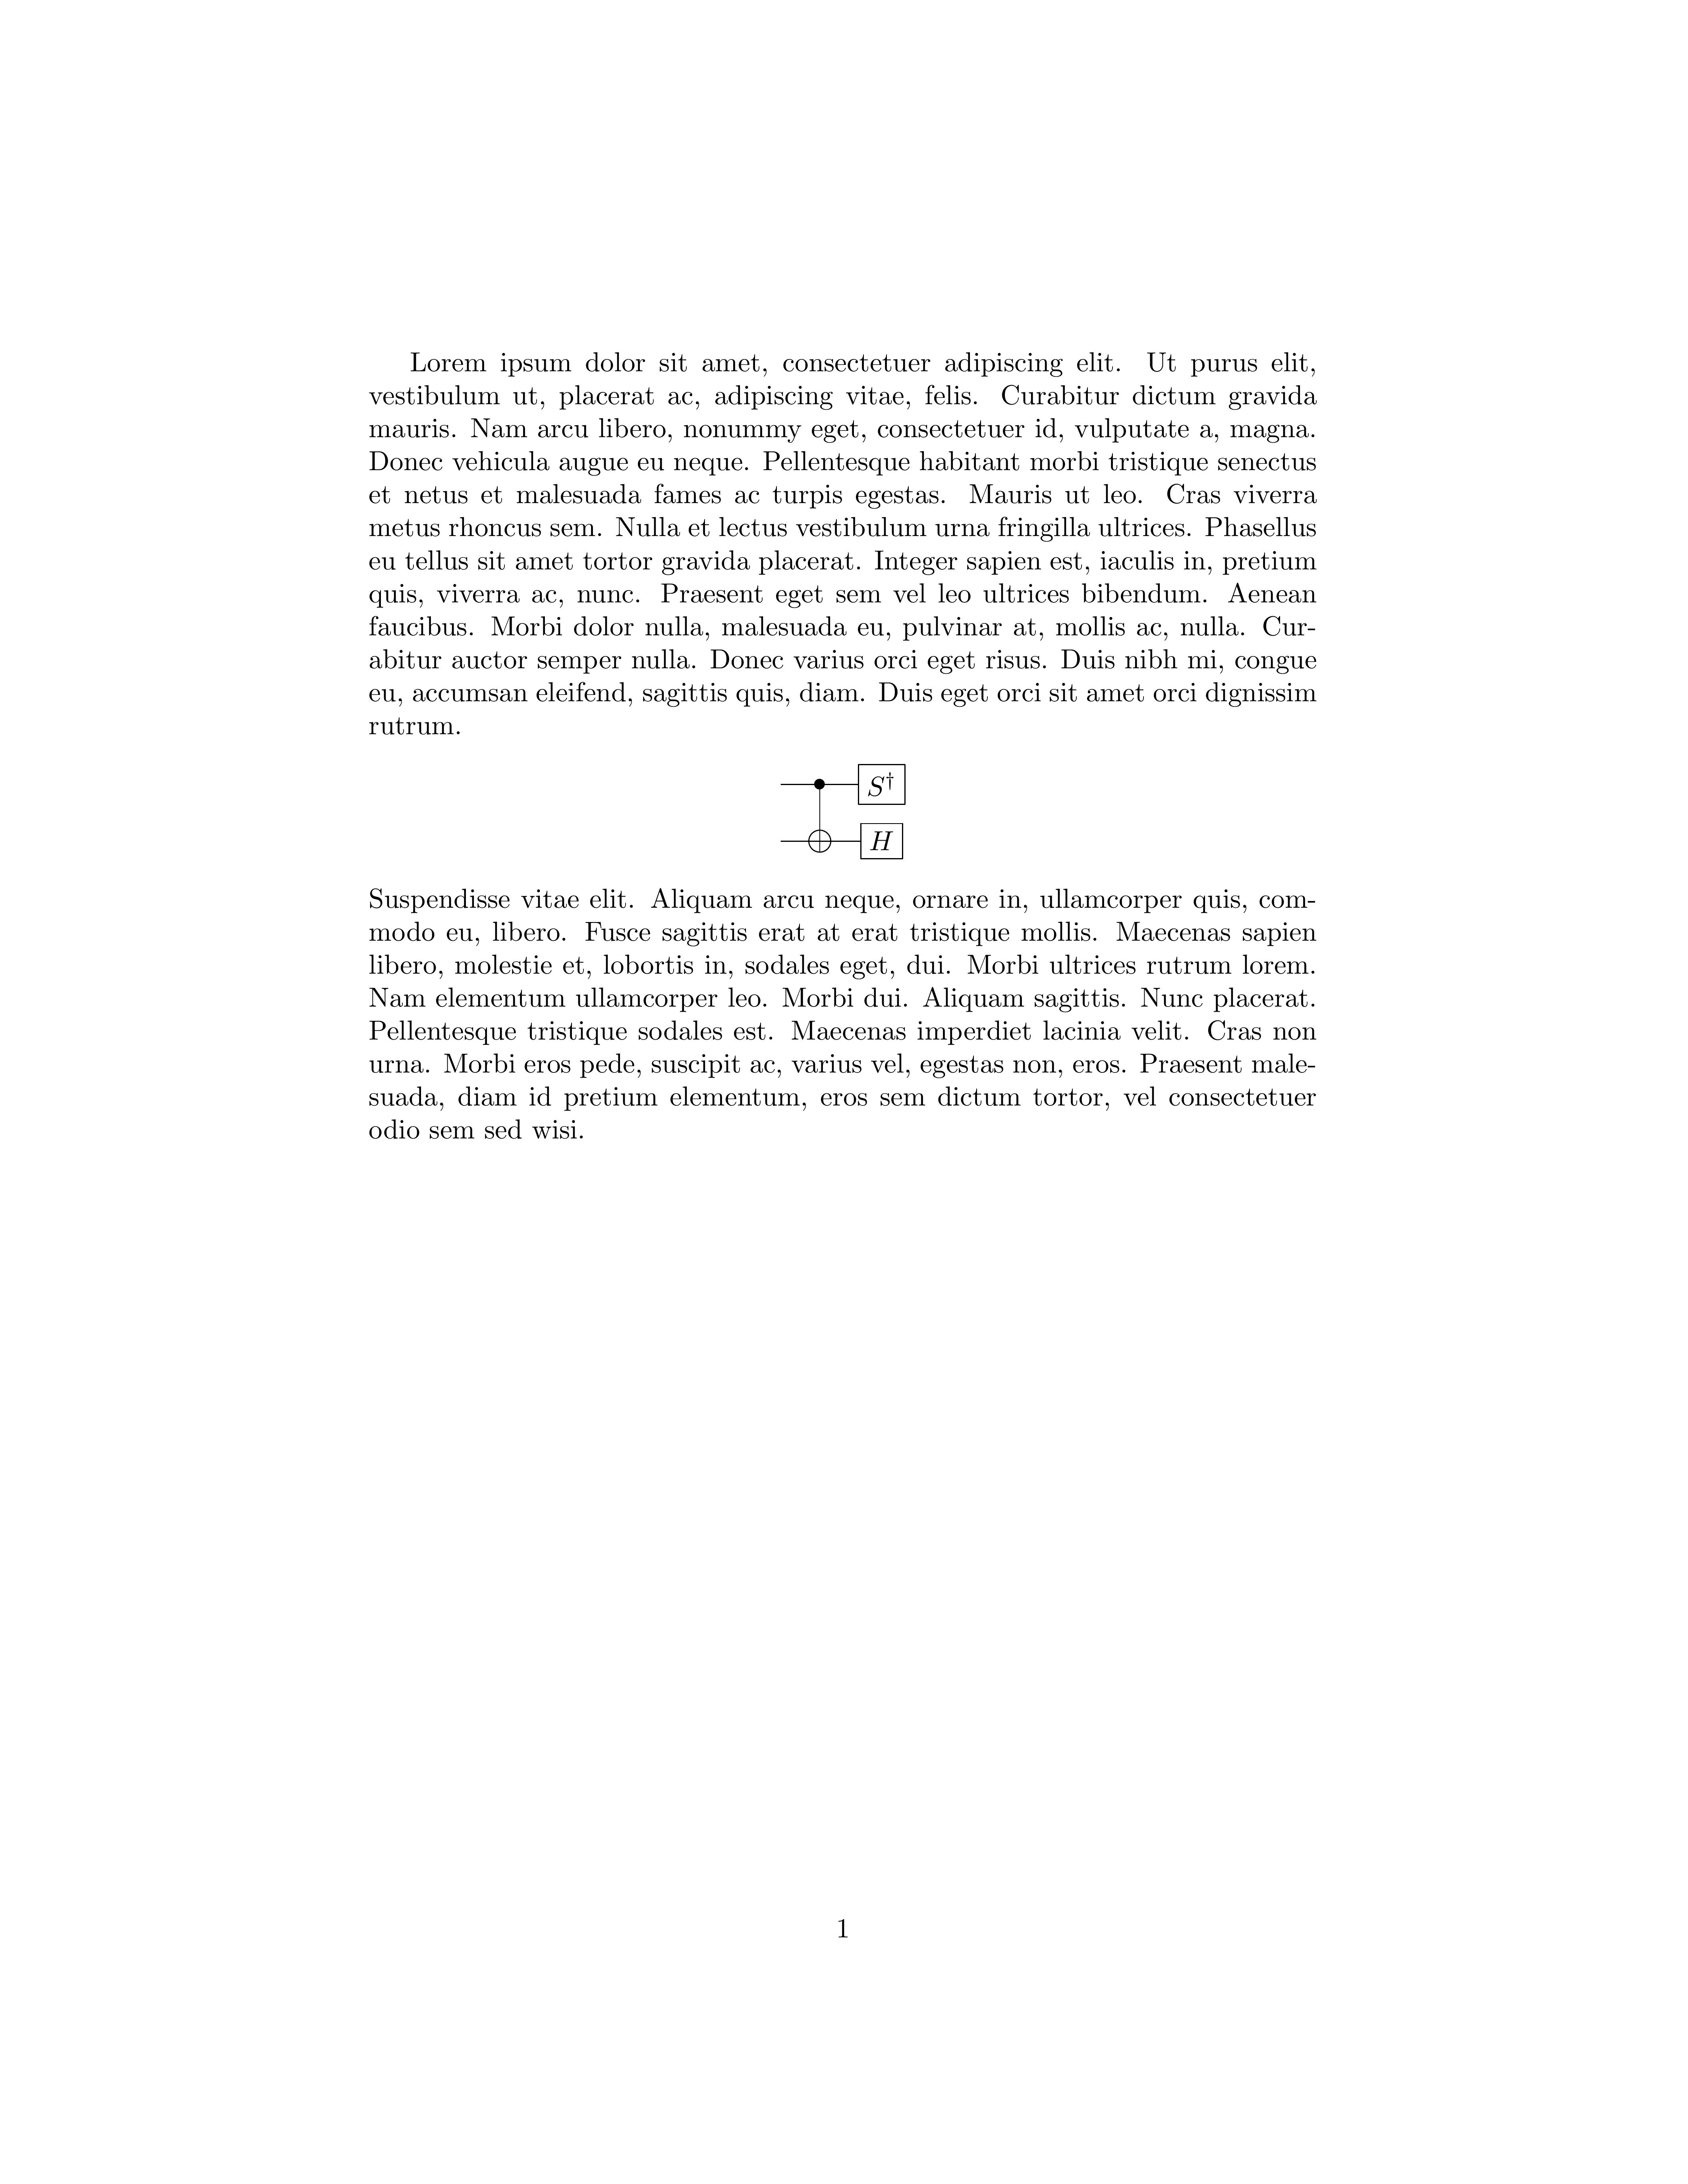 Lorem ipsum dolor sit amet, consectetuer adipiscing elit. Ut purus elit,
vestibulum ut, placerat ac, adipiscing vitae, felis. Curabitur dictum gravida
mauris. Nam arcu libero, nonummy eget, consectetuer id, vulputate a, magna.
Donec vehicula augue eu neque. Pellentesque habitant morbi tristique senectus
et netus et malesuada fames ac turpis egestas. Mauris ut leo. Cras viverra
metus rhoncus sem. Nulla et lectus vestibulum urna fringilla ultrices. Phasellus
eu tellus sit amet tortor gravida placerat. Integer sapien est, iaculis in, pretium
quis, viverra ac, nunc. Praesent eget sem vel leo ultrices bibendum. Aenean
faucibus. Morbi dolor nulla, malesuada eu, pulvinar at, mollis ac, nulla. Cur-
abitur auctor semper nulla. Donec varius orci eget risus. Duis nibh mi, congue
eu, accumsan eleifend, sagittis quis, diam. Duis eget orci sit amet orci dignissim
rutrum.
S†
H
Suspendisse vitae elit. Aliquam arcu neque, ornare in, ullamcorper quis, com-
modo eu, libero. Fusce sagittis erat at erat tristique mollis. Maecenas sapien
libero, molestie et, lobortis in, sodales eget, dui. Morbi ultrices rutrum lorem.
Nam elementum ullamcorper leo. Morbi dui. Aliquam sagittis. Nunc placerat.
Pellentesque tristique sodales est. Maecenas imperdiet lacinia velit. Cras non
urna. Morbi eros pede, suscipit ac, varius vel, egestas non, eros. Praesent male-
suada, diam id pretium elementum, eros sem dictum tortor, vel consectetuer
odio sem sed wisi.
1